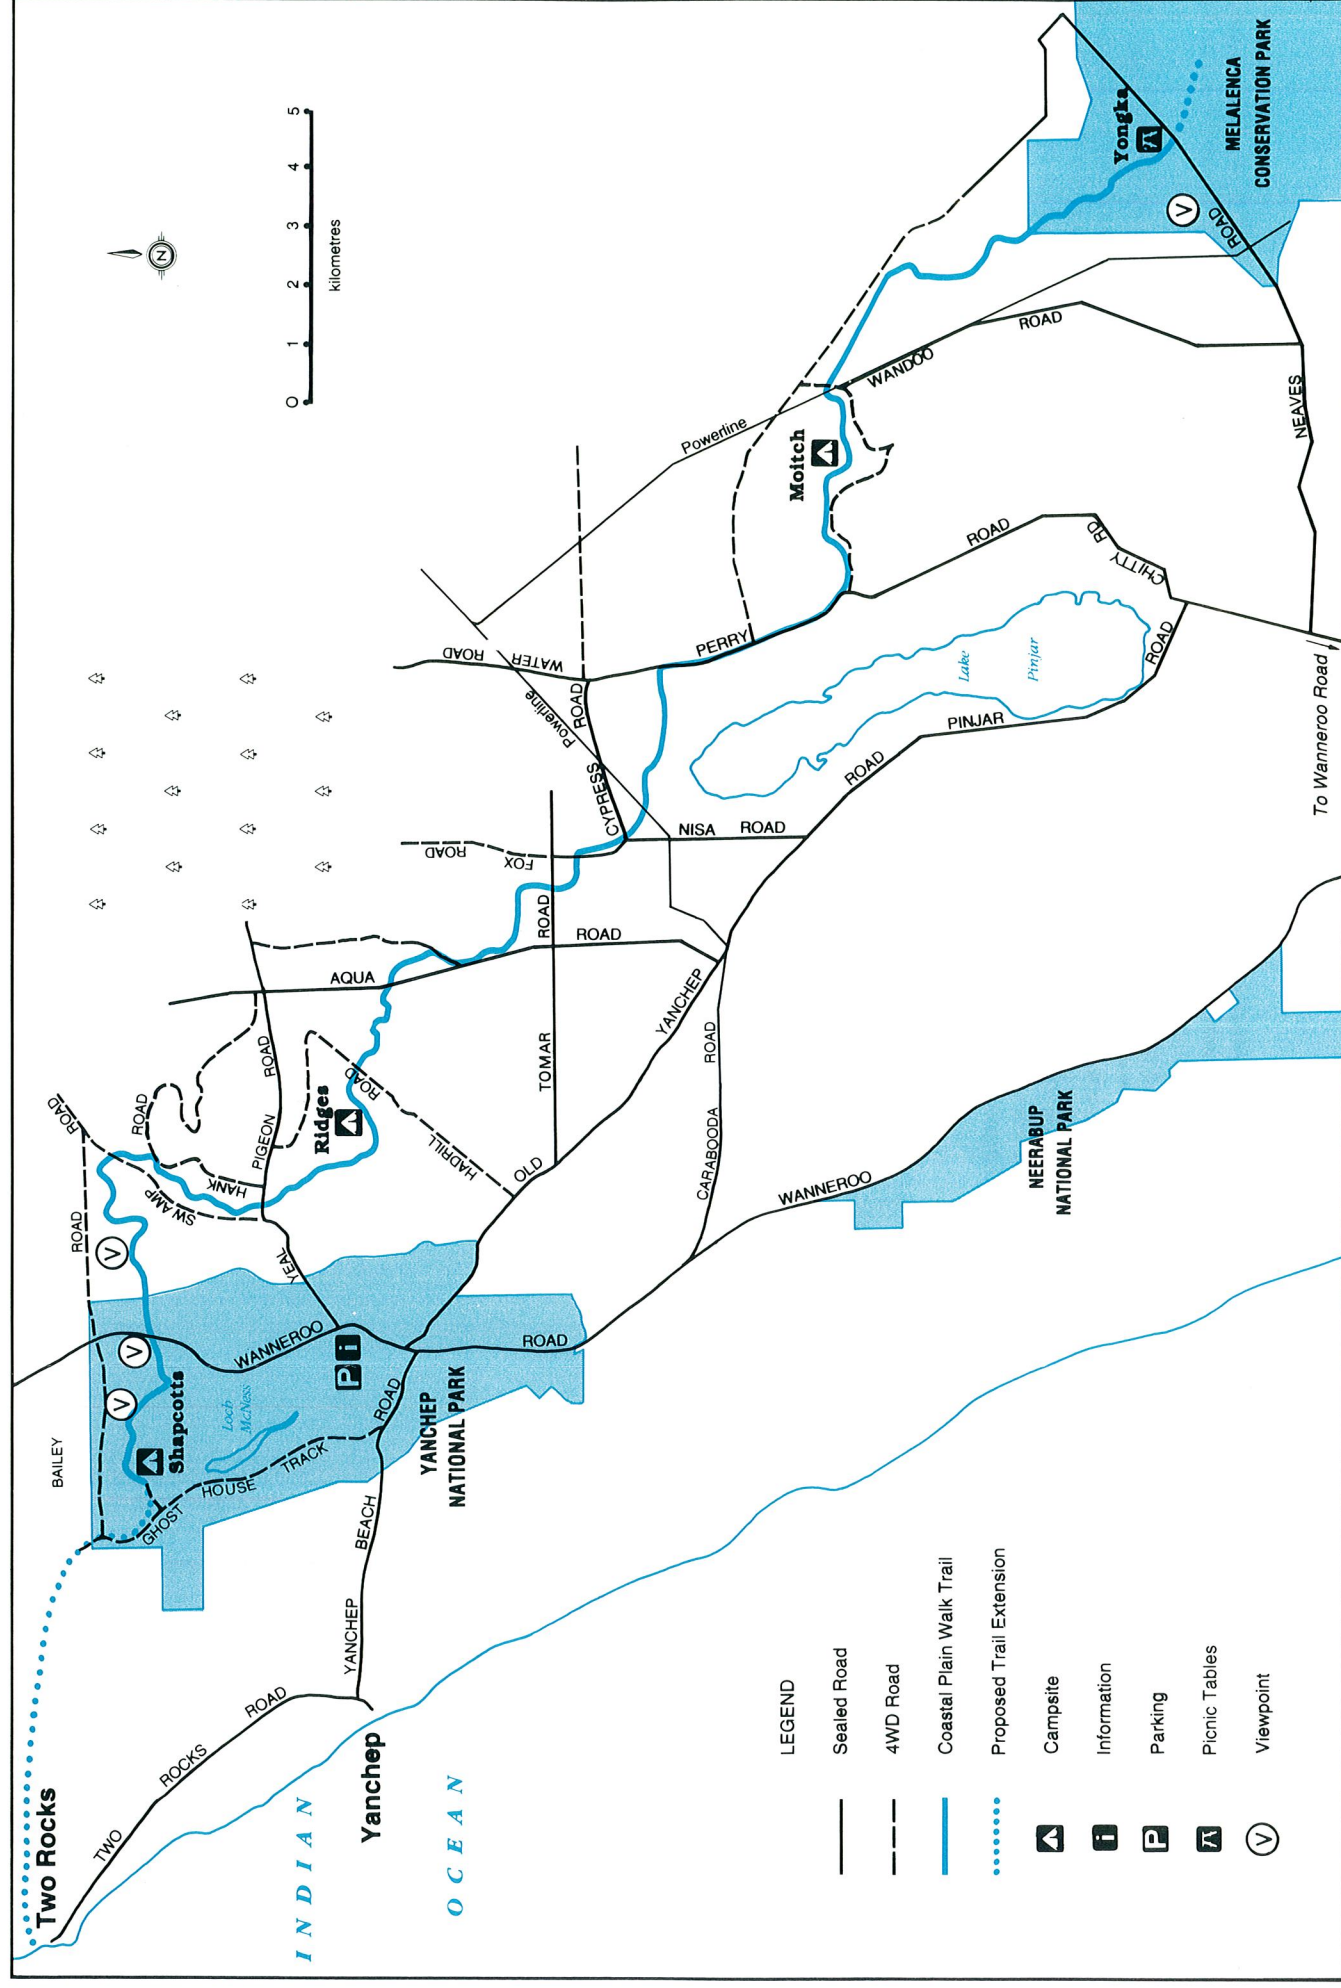 Two Rocks
TWO
ROCKS
ROAD
INDIAN
OCEAN
Yanchep
YANCHEP
BEACH
ROAD
BAILEY
ROAD
GHOST
HOUSE
TRACK
Shapcotts
V
V
V
Loch
McNess
WANNEROO
P
i
YANCHEP
NATIONAL PARK
ROAD
YEAL
SWAMP
ROAD
HANK
ROAD
PIGEON
ROAD
Ridges
HADRILL
ROAD
AQUA
ROAD
OLD
YANCHEP
ROAD
TOMAR
ROAD
CARABOODA
ROAD
WANNEROO
NEERABUP
NATIONAL PARK
FOX
ROAD
CYPRESS
ROAD
NISA ROAD
Powerline
WATER
ROAD
PERRY
ROAD
PINJAR
ROAD
Lake
Pinjar
CHITTY
RD
To Wanneroo Road
Moitch
Powerline
WANDOO
ROAD
NEAVES
ROAD
V
Yongka
MELALENCA
CONSERVATION PARK
N
0 1 2 3 4 5
kilometres
LEGEND
Sealed Road
4WD Road
Coastal Plain Walk Trail
Proposed Trail Extension
Campsite
i Information
P Parking
Picnic Tables
V Viewpoint